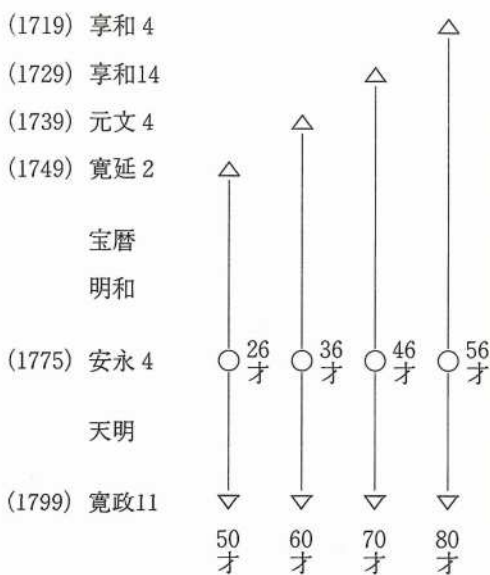 (1719) 享和 4
(1729) 享和14
(1739) 元文 4
(1749) 寛延 2
宝暦
明和
(1775) 安永 4 26才 36才 46才 56才
天明
(1799) 寛政11
50才 60才 70才 80才